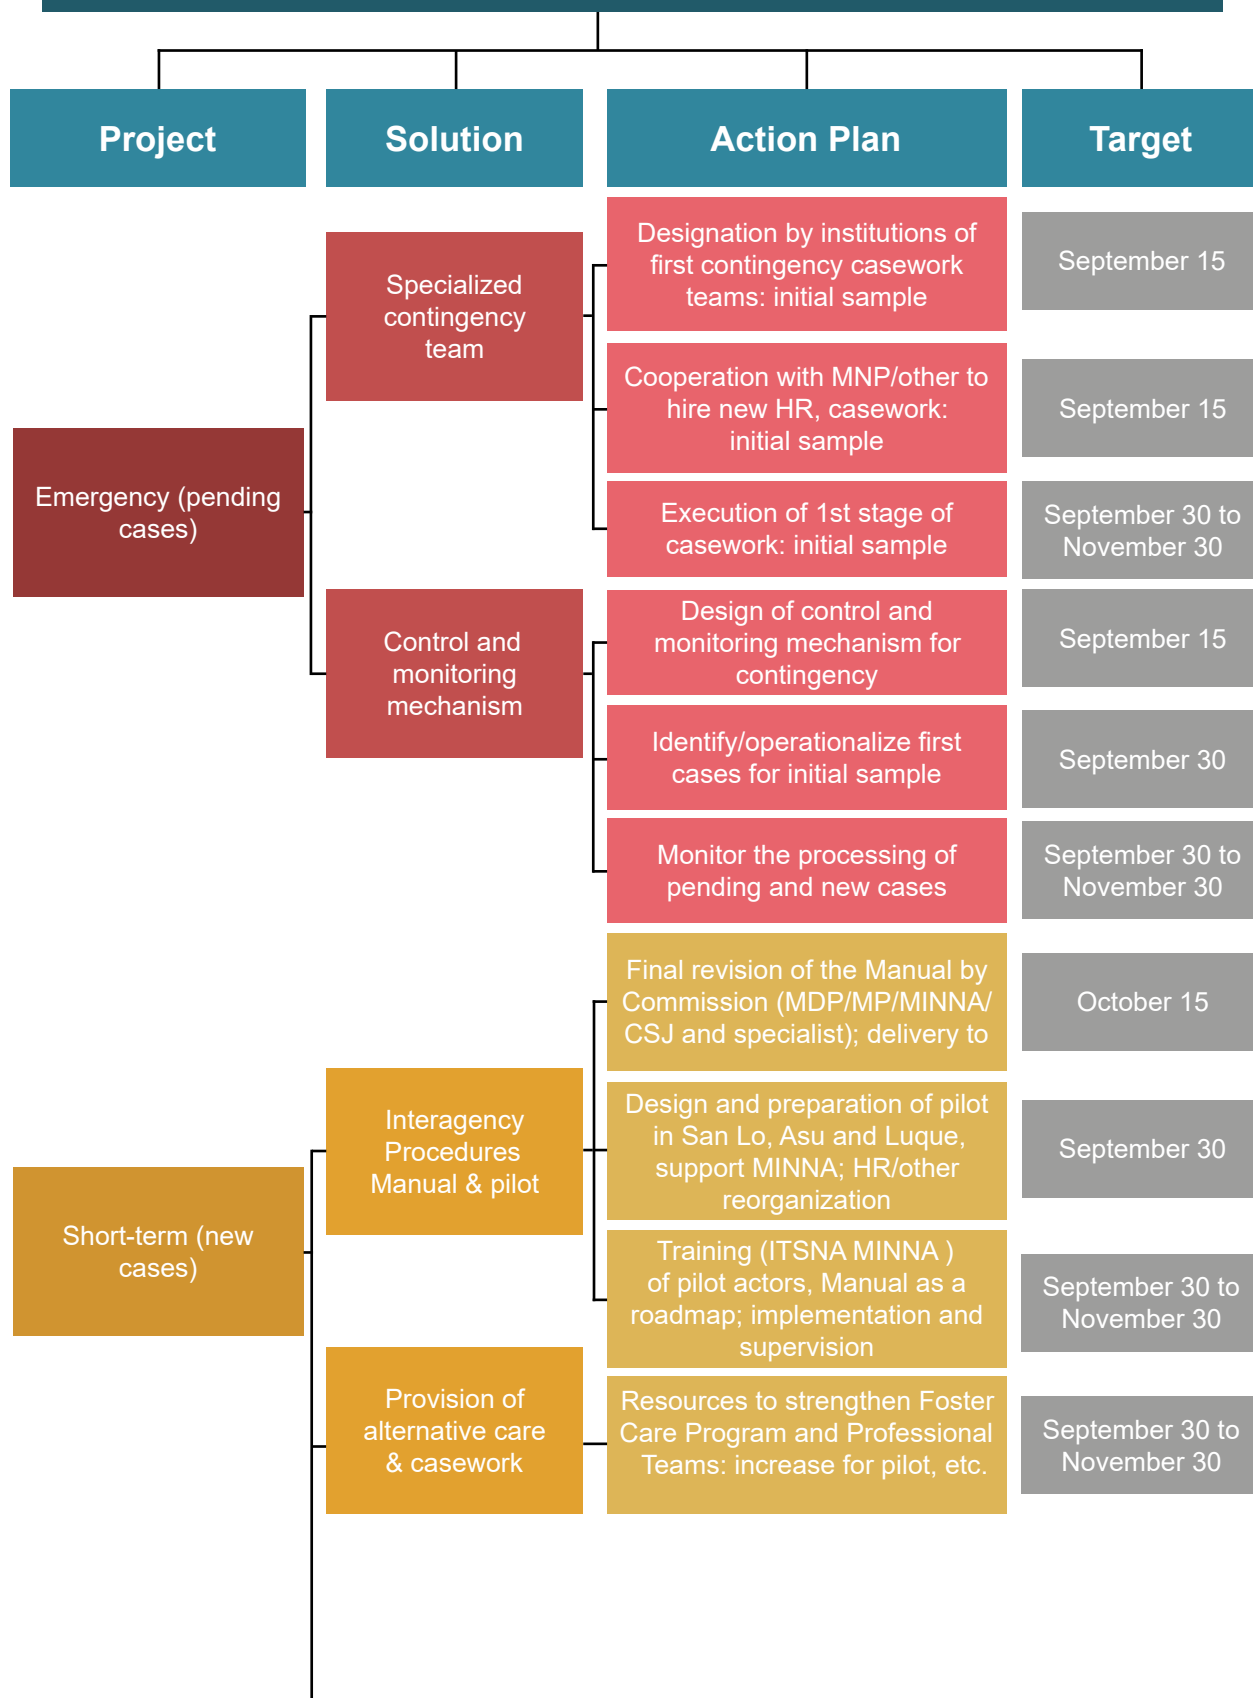 Project
Solution
Action Plan
Target
Emergency (pending
cases)
Specialized
contingency
team
Designation by institutions of
first contingency casework
teams: initial sample
September 15
Cooperation with MNP/other to
hire new HR, casework:
initial sample
September 15
Execution of 1st stage of
casework: initial sample
September 30 to
November 30
Control and
monitoring
mechanism
Design of control and
monitoring mechanism for
contingency
September 15
Identify/operationalize first
cases for initial sample
September 30
Monitor the processing of
pending and new cases
September 30 to
November 30
Short-term (new
cases)
Interagency
Procedures
Manual & pilot
Final revision of the Manual by
Commission (MDP/MP/MINNA/
CSJ and specialist); delivery to
October 15
Design and preparation of pilot
in San Lo, Asu and Luque,
support MINNA; HR/other
reorganization
September 30
Training (ITSNA MINNA )
of pilot actors, Manual as a
roadmap; implementation and
supervision
September 30 to
November 30
Provision of
alternative care
& casework
Resources to strengthen Foster
Care Program and Professional
Teams: increase for pilot, etc.
September 30 to
November 30